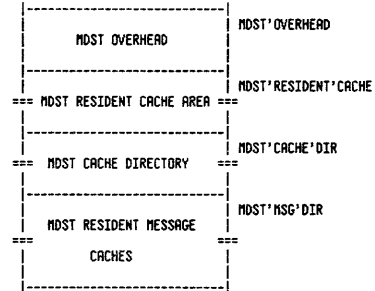 MDST'OVERHEAD
MDST OVERHEAD
MDST'RESIDENT'CACHE
=== MDST RESIDENT CACHE AREA ===
MDST'CACHE'DIR
=== MDST CACHE DIRECTORY ===
MDST'MSG'DIR
MDST RESIDENT MESSAGE
=== ===
CACHES